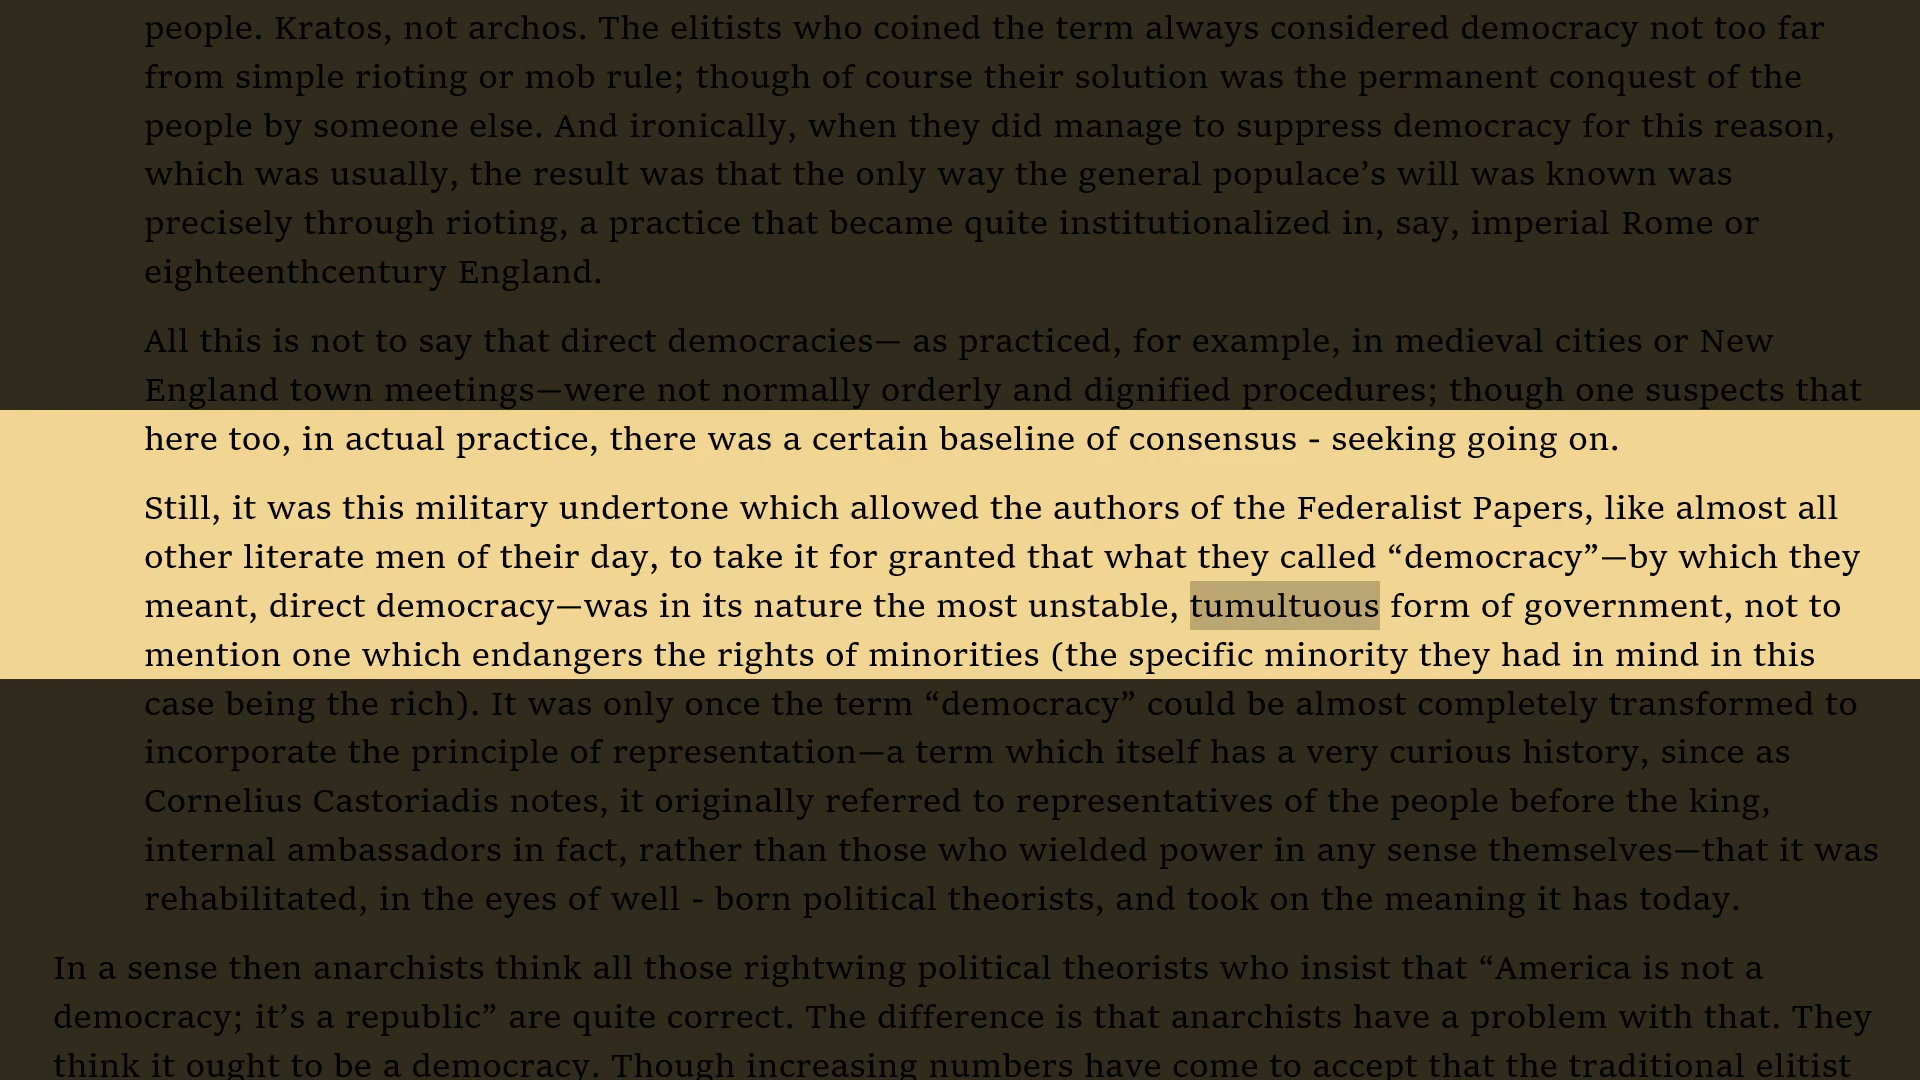 people. Kratos, not archos. The elitists who coined the term always considered democracy not too far
from simple rioting or mob rule; though of course their solution was the permanent conquest of the
people by someone else. And ironically, when they did manage to suppress democracy for this reason,
which was usually, the result was that the only way the general populace’s will was known was
precisely through rioting, a practice that became quite institutionalized in, say, imperial Rome or
eighteenthcentury England.
All this is not to say that direct democracies— as practiced, for example, in medieval cities or New
England town meetings—were not normally orderly and dignified procedures; though one suspects that
here too, in actual practice, there was a certain baseline of consensus - seeking going on.
Still, it was this military undertone which allowed the authors of the Federalist Papers, like almost all
other literate men of their day, to take it for granted that what they called “democracy”—by which they
meant, direct democracy—was in its nature the most unstable, tumultuous form of government, not to
mention one which endangers the rights of minorities (the specific minority they had in mind in this
case being the rich). It was only once the term “democracy” could be almost completely transformed to
incorporate the principle of representation—a term which itself has a very curious history, since as
Cornelius Castoriadis notes, it originally referred to representatives of the people before the king,
internal ambassadors in fact, rather than those who wielded power in any sense themselves—that it was
rehabilitated, in the eyes of well - born political theorists, and took on the meaning it has today.
In a sense then anarchists think all those rightwing political theorists who insist that “America is not a
democracy; it’s a republic” are quite correct. The difference is that anarchists have a problem with that. They
think it ought to be a democracy. Though increasing numbers have come to accept that the traditional elitist